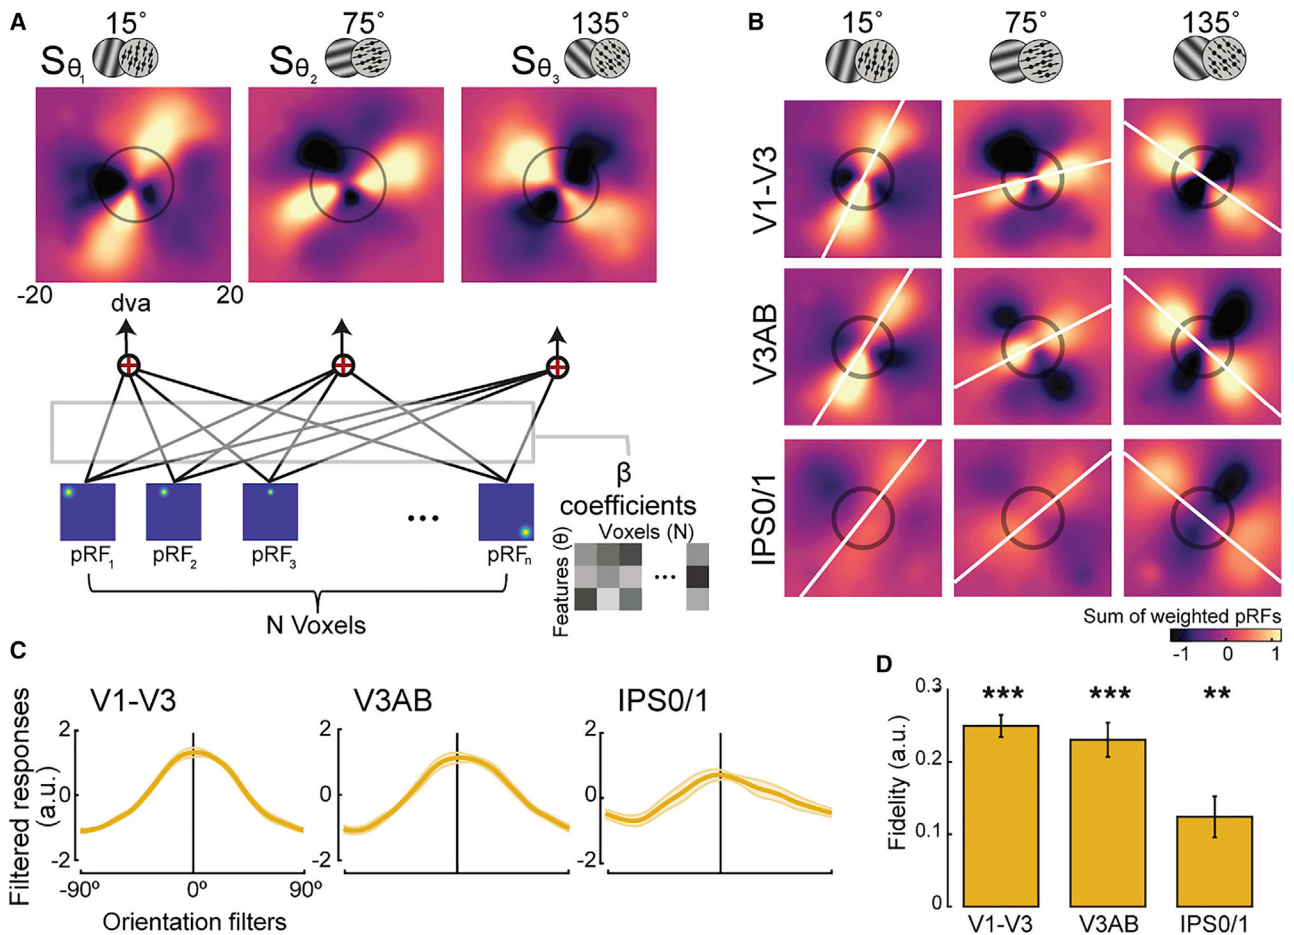 A
15°
75°
135°
Sθ1
Sθ2
Sθ3
-20
dva
20
β
coefficients
Voxels (N)
Features (θ)
...
pRF1
pRF2
pRF3
...
pRFn
N Voxels
B
15°
75°
135°
V1-V3
V3AB
IPS0/1
Sum of weighted pRFs
-1
0
1
C
V1-V3
V3AB
IPS0/1
Filtered responses
(a.u.)
2
0
-2
2
0
-2
2
0
-2
-90º
0º
90º
Orientation filters
D
Fidelity (a.u.)
0.3
0.2
0.1
0
***
***
**
V1-V3
V3AB
IPS0/1